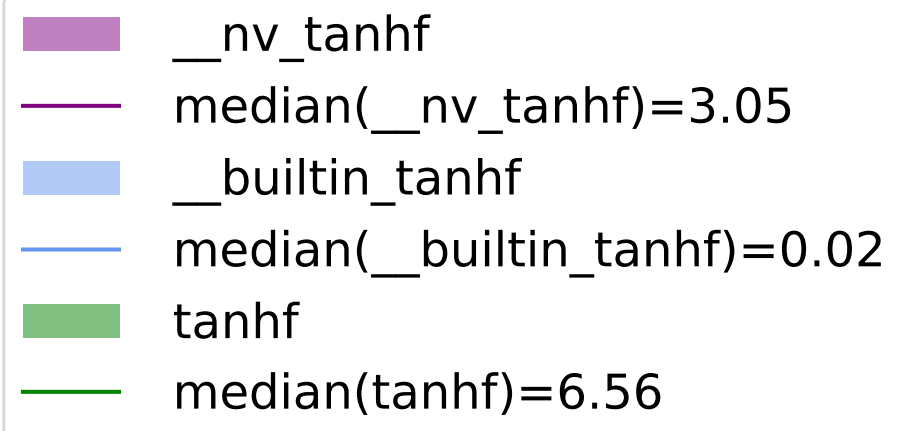 __nv_tanhf
median(__nv_tanhf)=3.05
__builtin_tanhf
median(__builtin_tanhf)=0.02
tanhf
median(tanhf)=6.56